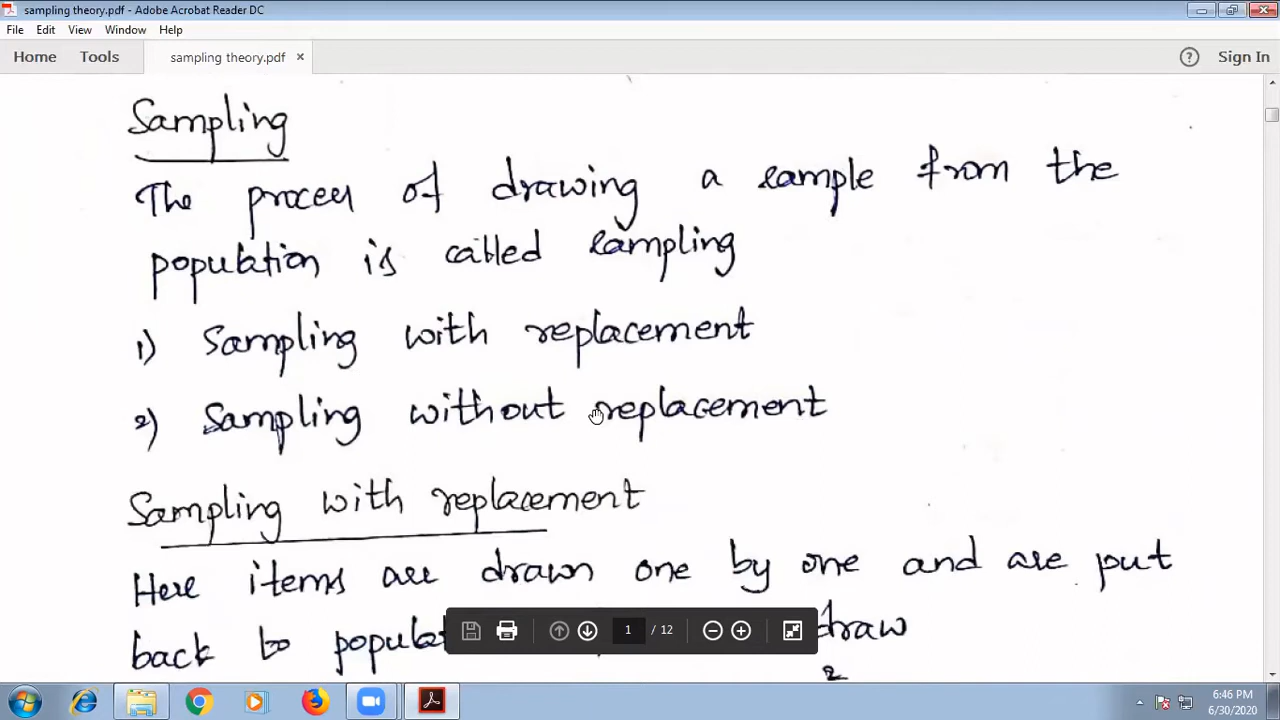 sampling theory.pdf - Adobe Acrobat Reader DC
File Edit View Window Help
Home Tools sampling theory.pdf × ? Sign In
Sampling
The process of drawing a sample from the
population is called sampling
1) Sampling with replacement
2) Sampling without replacement
Sampling with replacement
Here items are drawn one by one and are put
back to draw
1 / 12
6:46 PM
6/30/2020